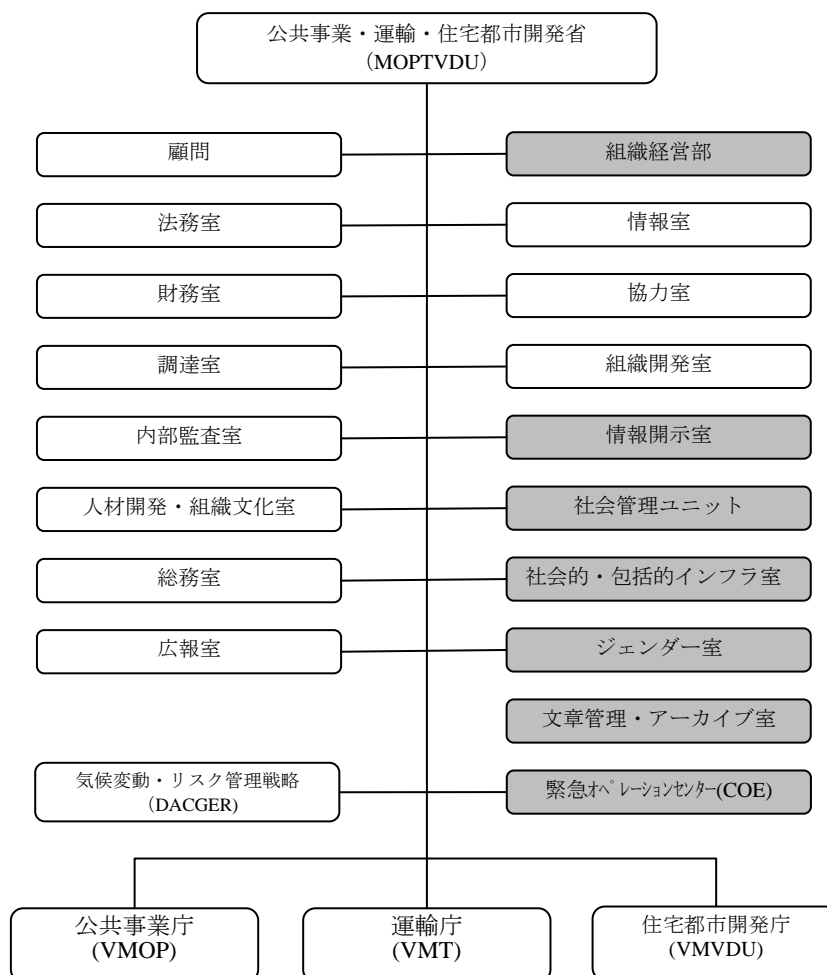 公共事業・運輸・住宅都市開発省
（MOPTVDU）
顧問
組織経営部
法務室
情報室
財務室
協力室
調達室
組織開発室
内部監査室
情報開示室
人材開発・組織文化室
社会管理ユニット
総務室
社会的・包括的インフラ室
広報室
ジェンダー室
文章管理・アーカイブ室
気候変動・リスク管理戦略
（DACGER)
緊急ｵﾍﾟﾚｰｼｮﾝｾﾝﾀｰ(COE)
公共事業庁
(VMOP)
運輸庁
(VMT)
住宅都市開発庁
(VMVDU)